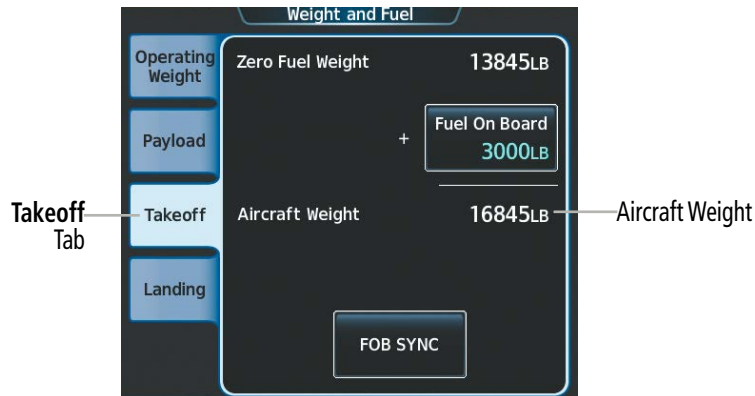 Weight and Fuel
Operating
Weight
Zero Fuel Weight 13845LB
Payload
+
Fuel On Board
3000LB
Takeoff
Tab
Takeoff
Aircraft Weight 16845LB
Aircraft Weight
Landing
FOB SYNC